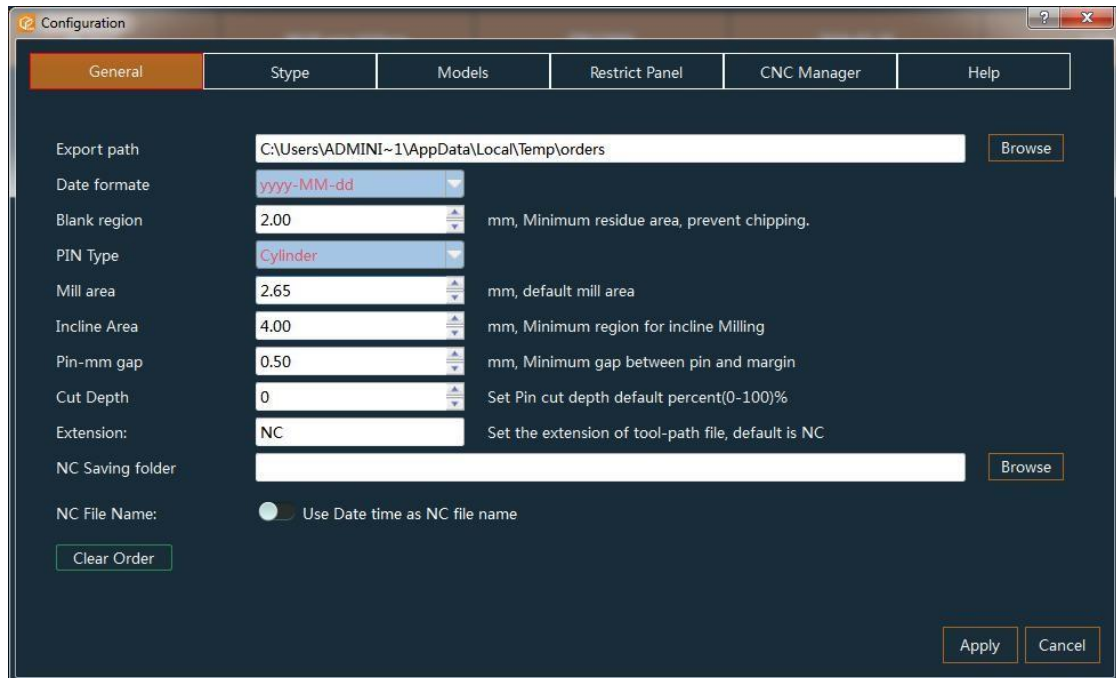 Configuration
General Stype Models Restrict Panel CNC Manager Help
Export path C:\Users\ADMINI~1\AppData\Local\Temp\orders Browse
Date formate yyyy-MM-dd
Blank region 2.00 mm, Minimum residue area, prevent chipping.
PIN Type Cylinder
Mill area 2.65 mm, default mill area
Incline Area 4.00 mm, Minimum region for incline Milling
Pin-mm gap 0.50 mm, Minimum gap between pin and margin
Cut Depth 0 Set Pin cut depth default percent(0-100)%
Extension: NC Set the extension of tool-path file, default is NC
NC Saving folder Browse
NC File Name: Use Date time as NC file name
Clear Order
Apply Cancel